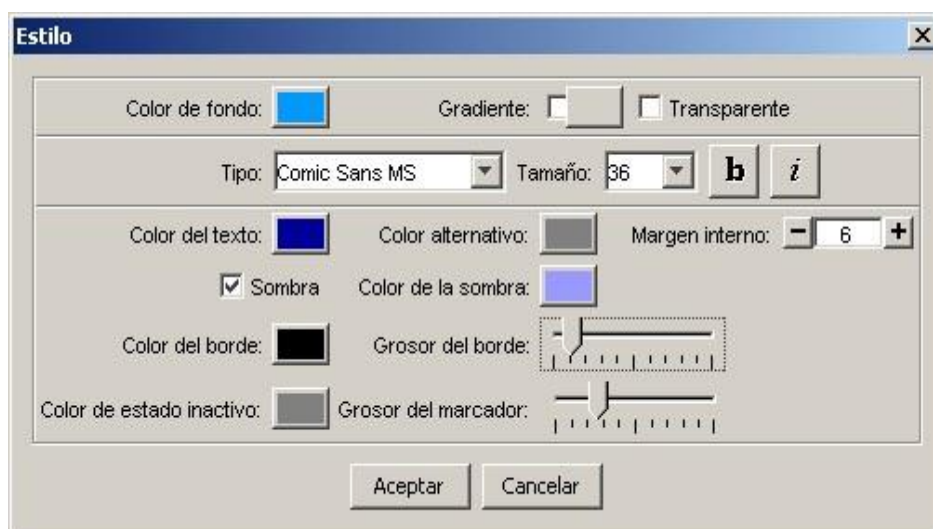 Estilo
Color de fondo: Gradiente: Transparente
Tipo: Comic Sans MS Tamaño: 36 b i
Color del texto: Color alternativo: Margen interno: 6
Sombra Color de la sombra:
Color del borde: Grosor del borde:
Color de estado inactivo: Grosor del marcador:
Aceptar Cancelar